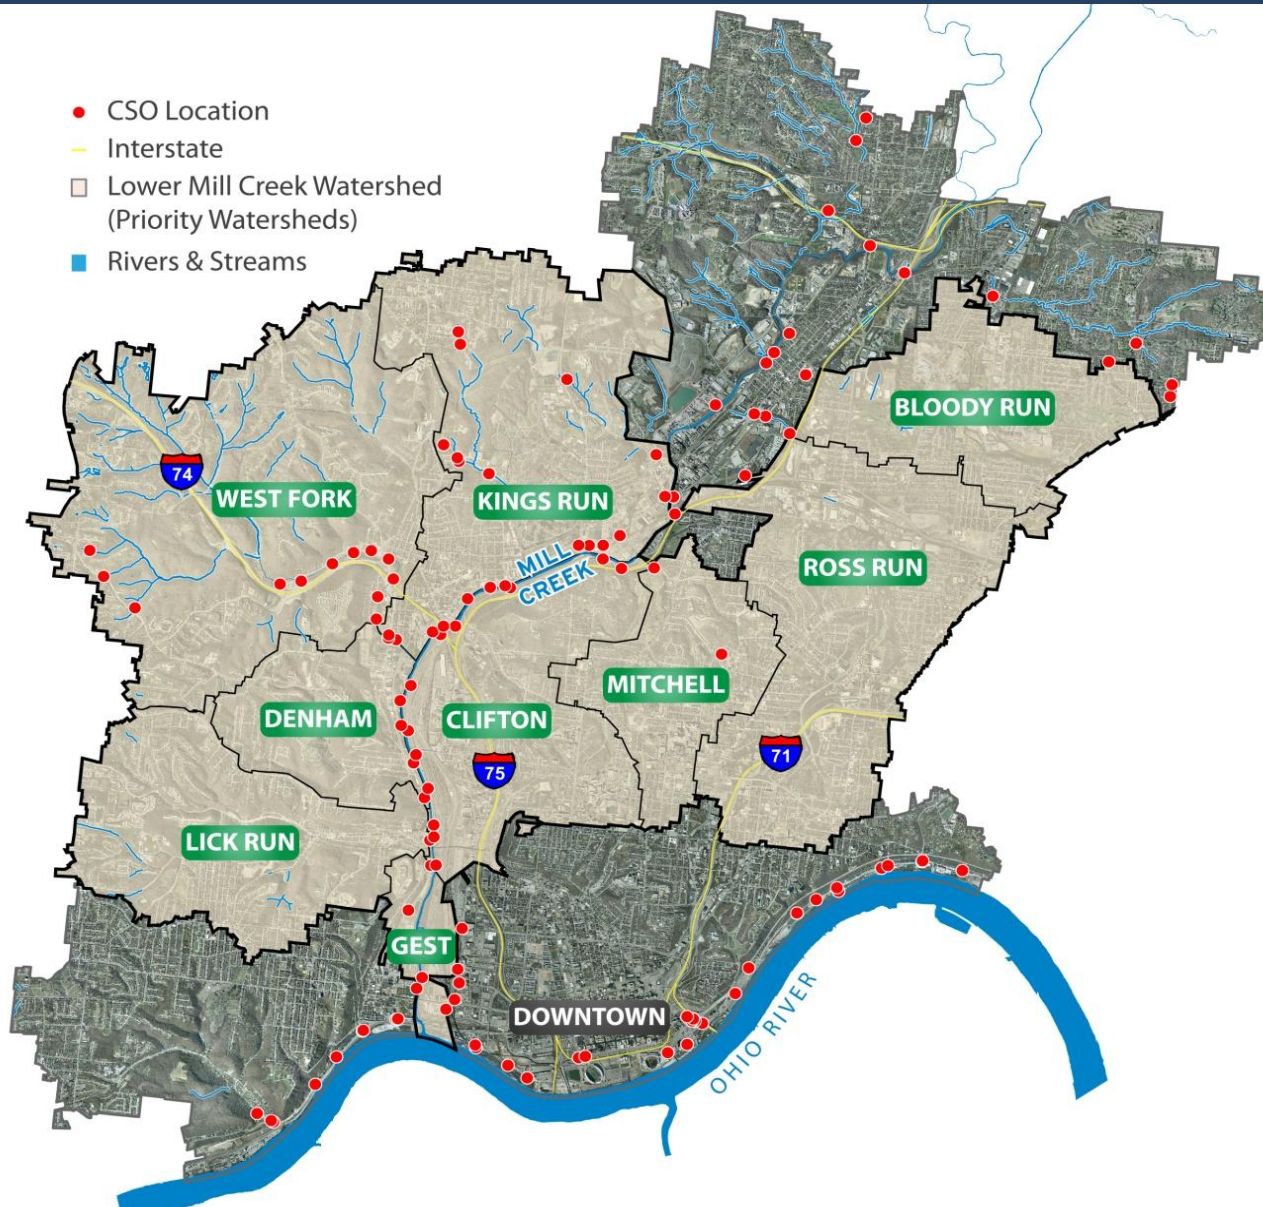 CSO Location
Interstate
Lower Mill Creek Watershed
(Priority Watersheds)
Rivers & Streams
BLOODY RUN
74
WEST FORK
KINGS RUN
MILL
CREEK
ROSS RUN
MITCHELL
DENHAM
CLIFTON
71
75
LICK RUN
GEST
DOWNTOWN
OHIO RIVER